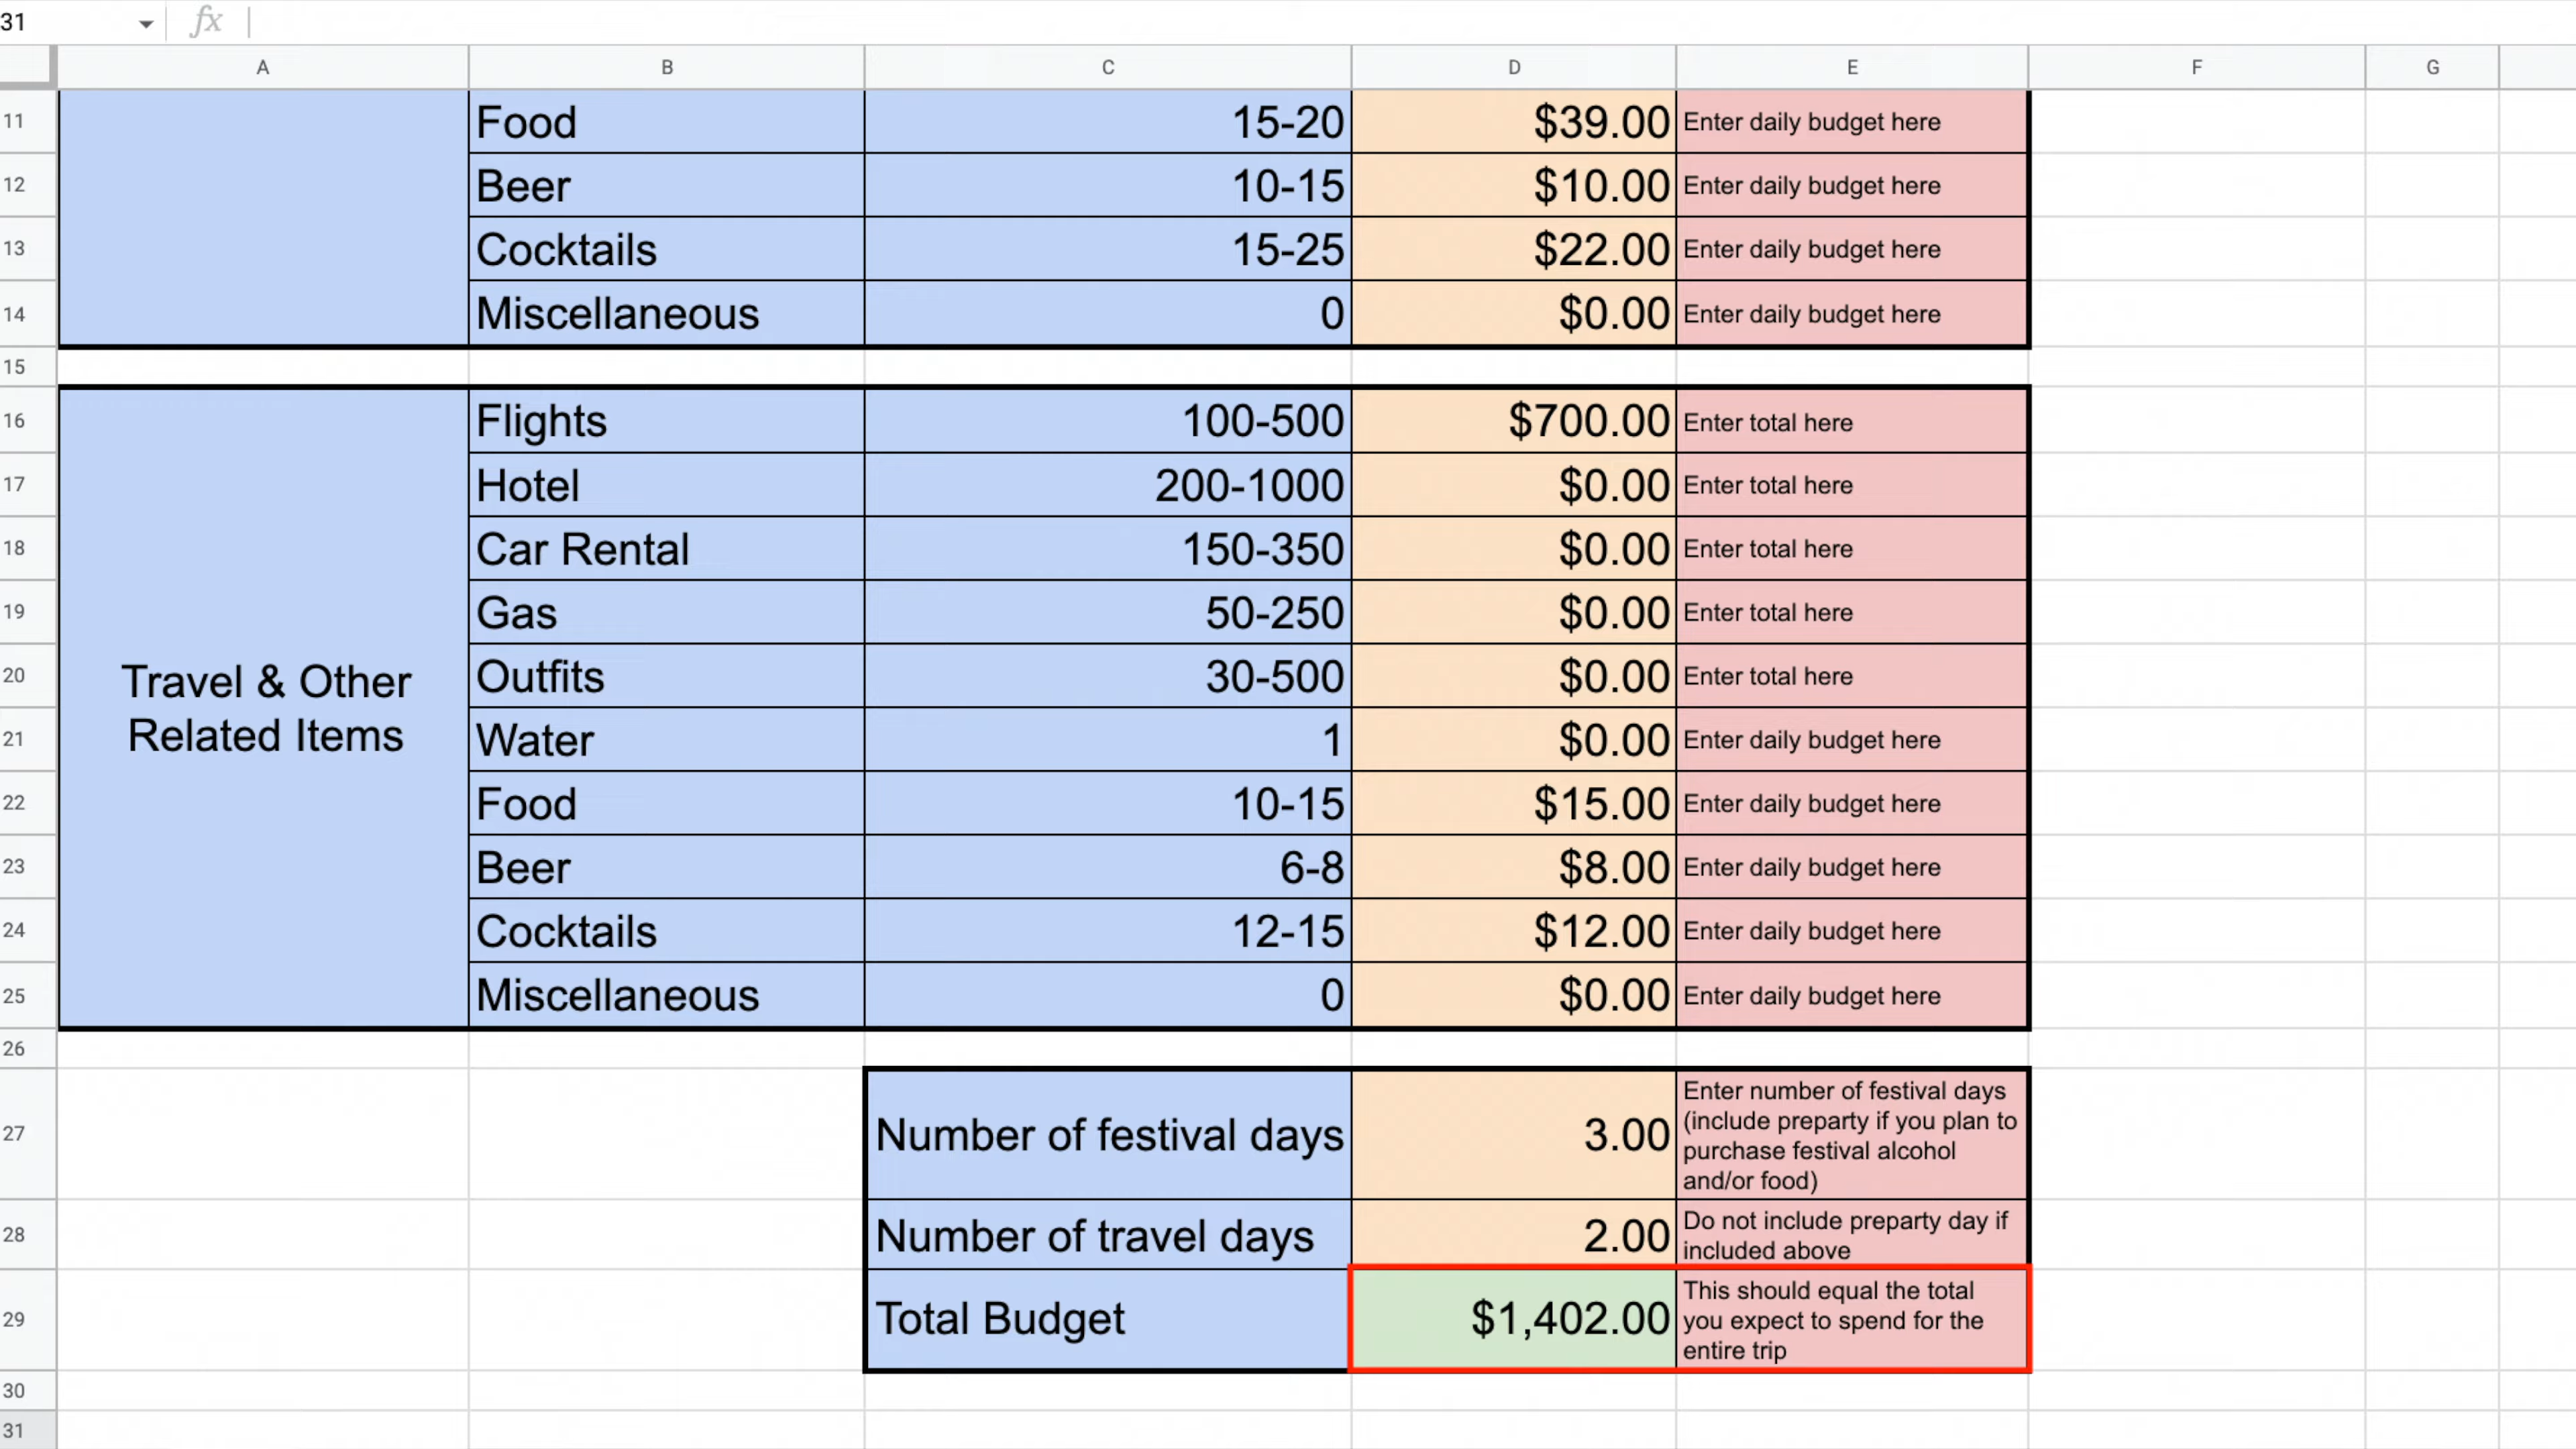 31 fx
A B C D E F G
11 Food 15-20 $39.00 Enter daily budget here
12 Beer 10-15 $10.00 Enter daily budget here
13 Cocktails 15-25 $22.00 Enter daily budget here
14 Miscellaneous 0 $0.00 Enter daily budget here
15
16 Flights 100-500 $700.00 Enter total here
17 Hotel 200-1000 $0.00 Enter total here
18 Car Rental 150-350 $0.00 Enter total here
19 Gas 50-250 $0.00 Enter total here
Travel & Other
Related Items
20 Outfits 30-500 $0.00 Enter total here
21 Water 1 $0.00 Enter daily budget here
22 Food 10-15 $15.00 Enter daily budget here
23 Beer 6-8 $8.00 Enter daily budget here
24 Cocktails 12-15 $12.00 Enter daily budget here
25 Miscellaneous 0 $0.00 Enter daily budget here
26
27 Number of festival days 3.00
Enter number of festival days
(include preparty if you plan to
purchase festival alcohol
and/or food)
28 Number of travel days 2.00
Do not include preparty day if
included above
29 Total Budget $1,402.00
This should equal the total
you expect to spend for the
entire trip
30
31